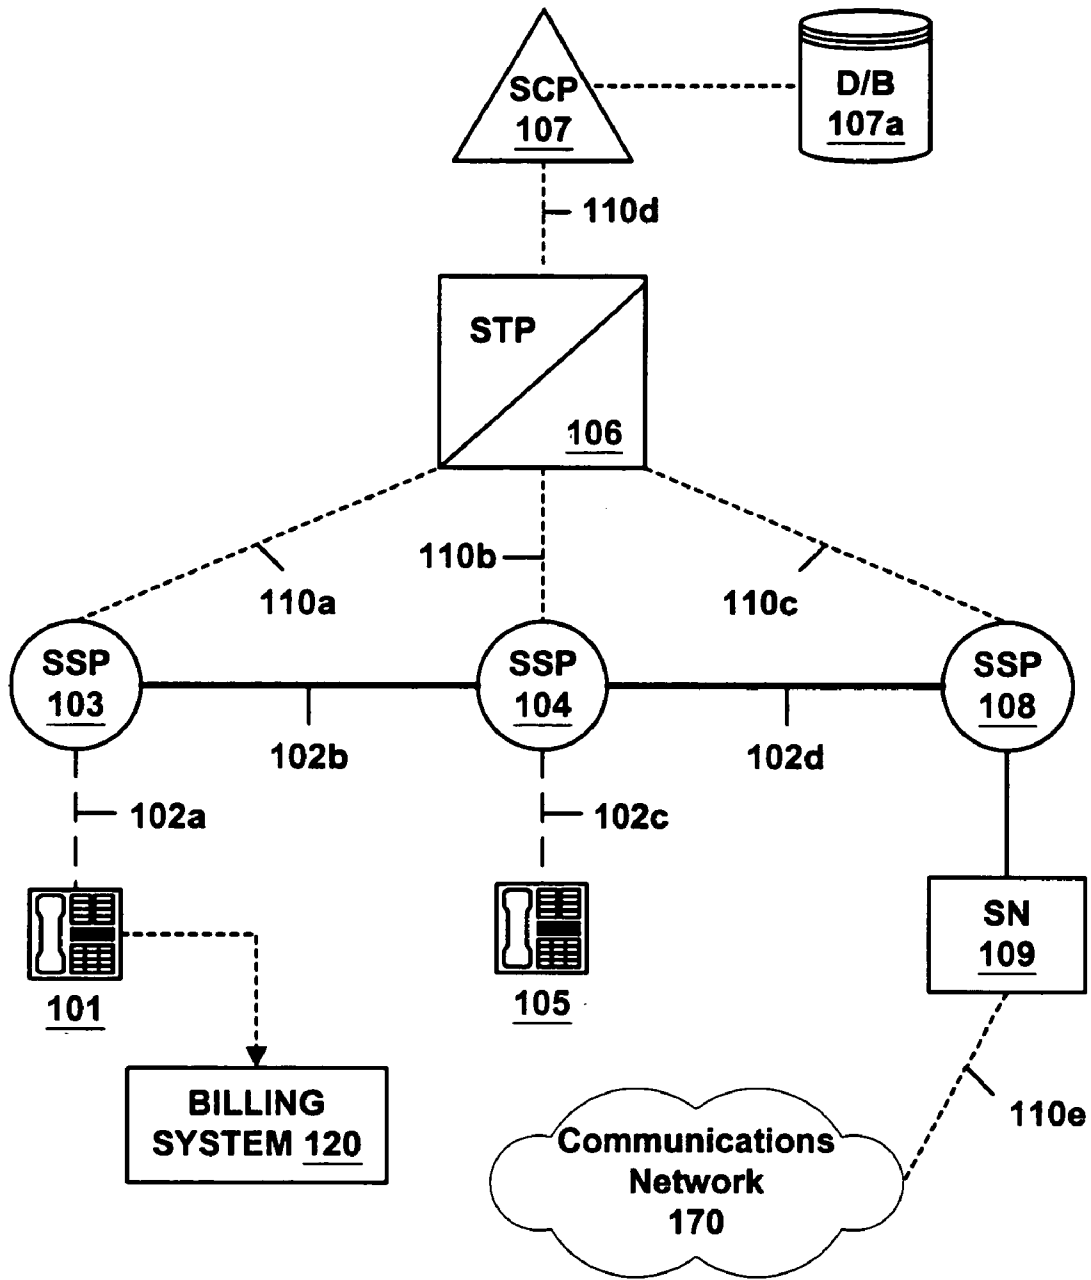 SCP
107
D/B
107a
110d
STP
106
110a
110b
110c
SSP
103
SSP
104
SSP
108
102b
102d
102a
102c
SN
109
101
105
BILLING
SYSTEM 120
110e
Communications
Network
170